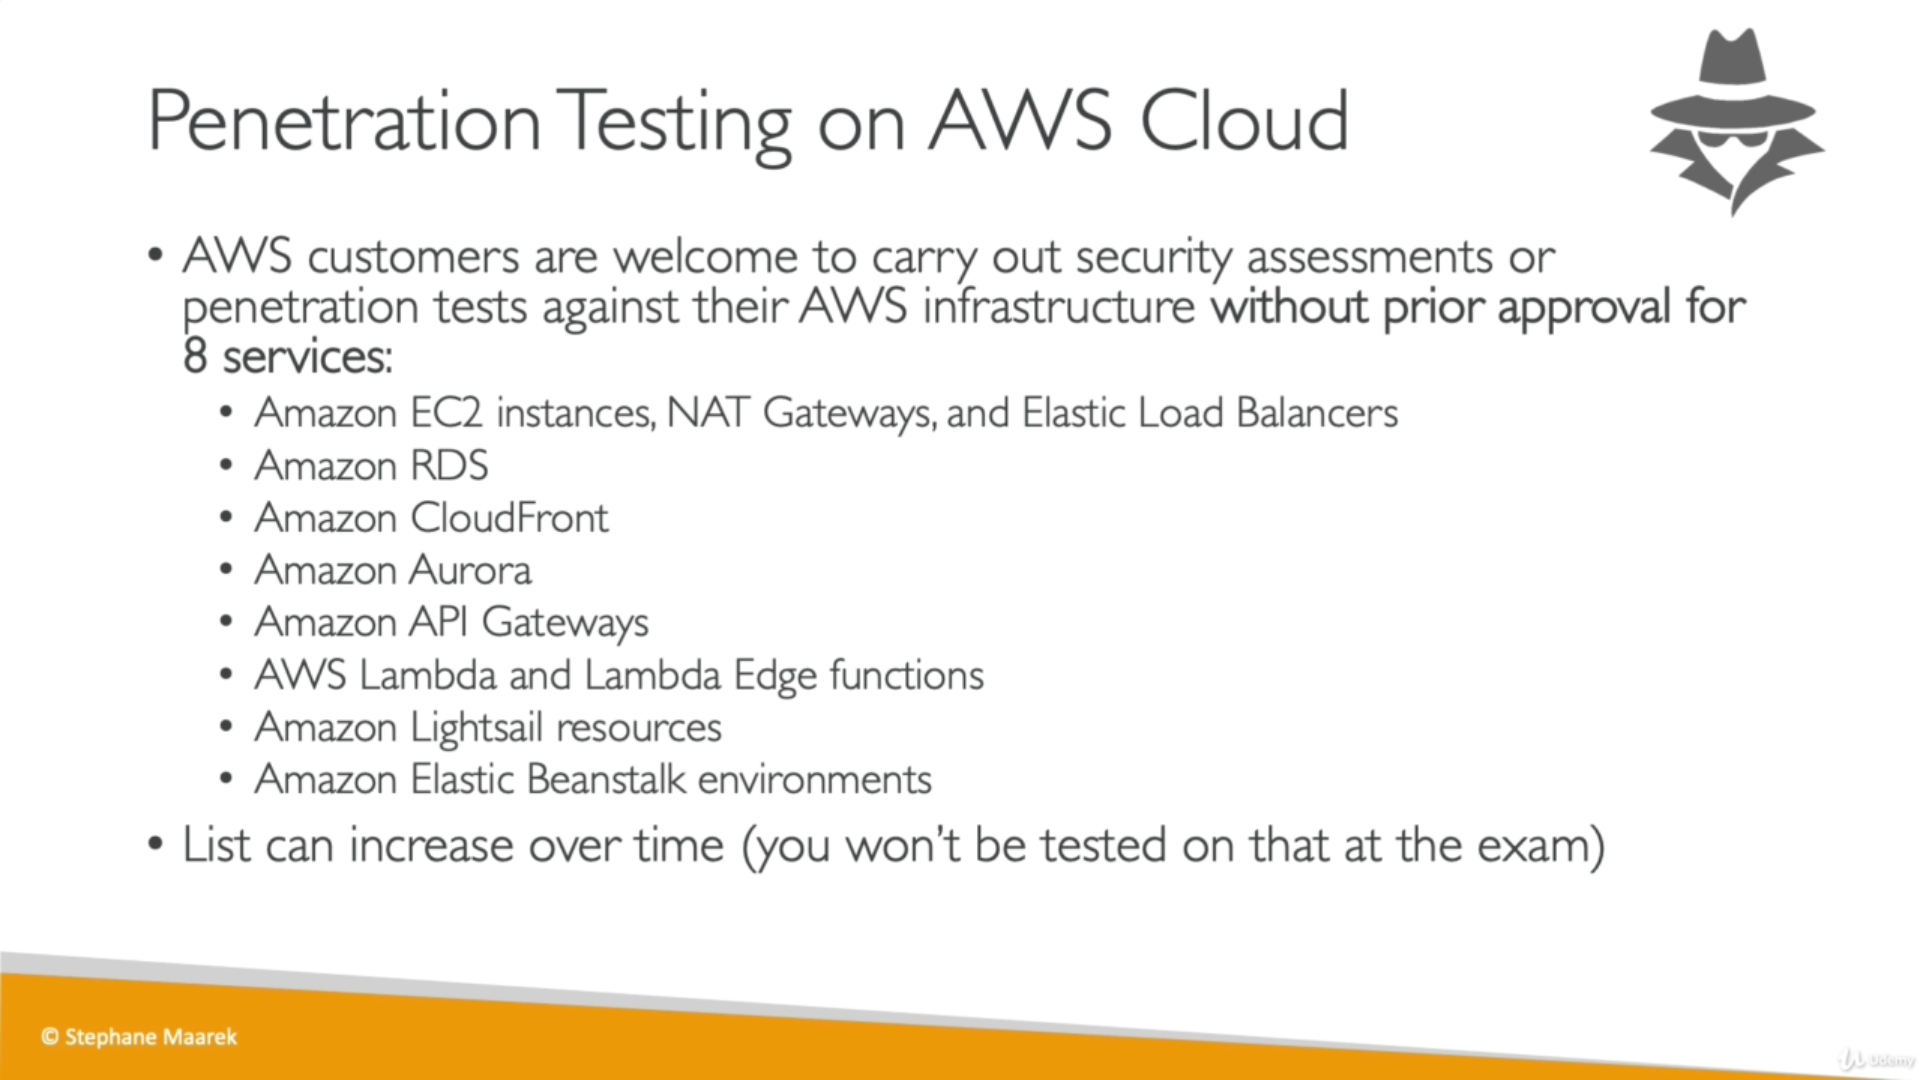 Penetration Testing on AWS Cloud
• AWS customers are welcome to carry out security assessments or
penetration tests against their AWS infrastructure without prior approval for
8 services:
• Amazon EC2 instances, NAT Gateways, and Elastic Load Balancers
• Amazon RDS
• Amazon CloudFront
• Amazon Aurora
• Amazon API Gateways
• AWS Lambda and Lambda Edge functions
• Amazon Lightsail resources
• Amazon Elastic Beanstalk environments
• List can increase over time (you won't be tested on that at the exam)
© Stephane Maarek
Udemy